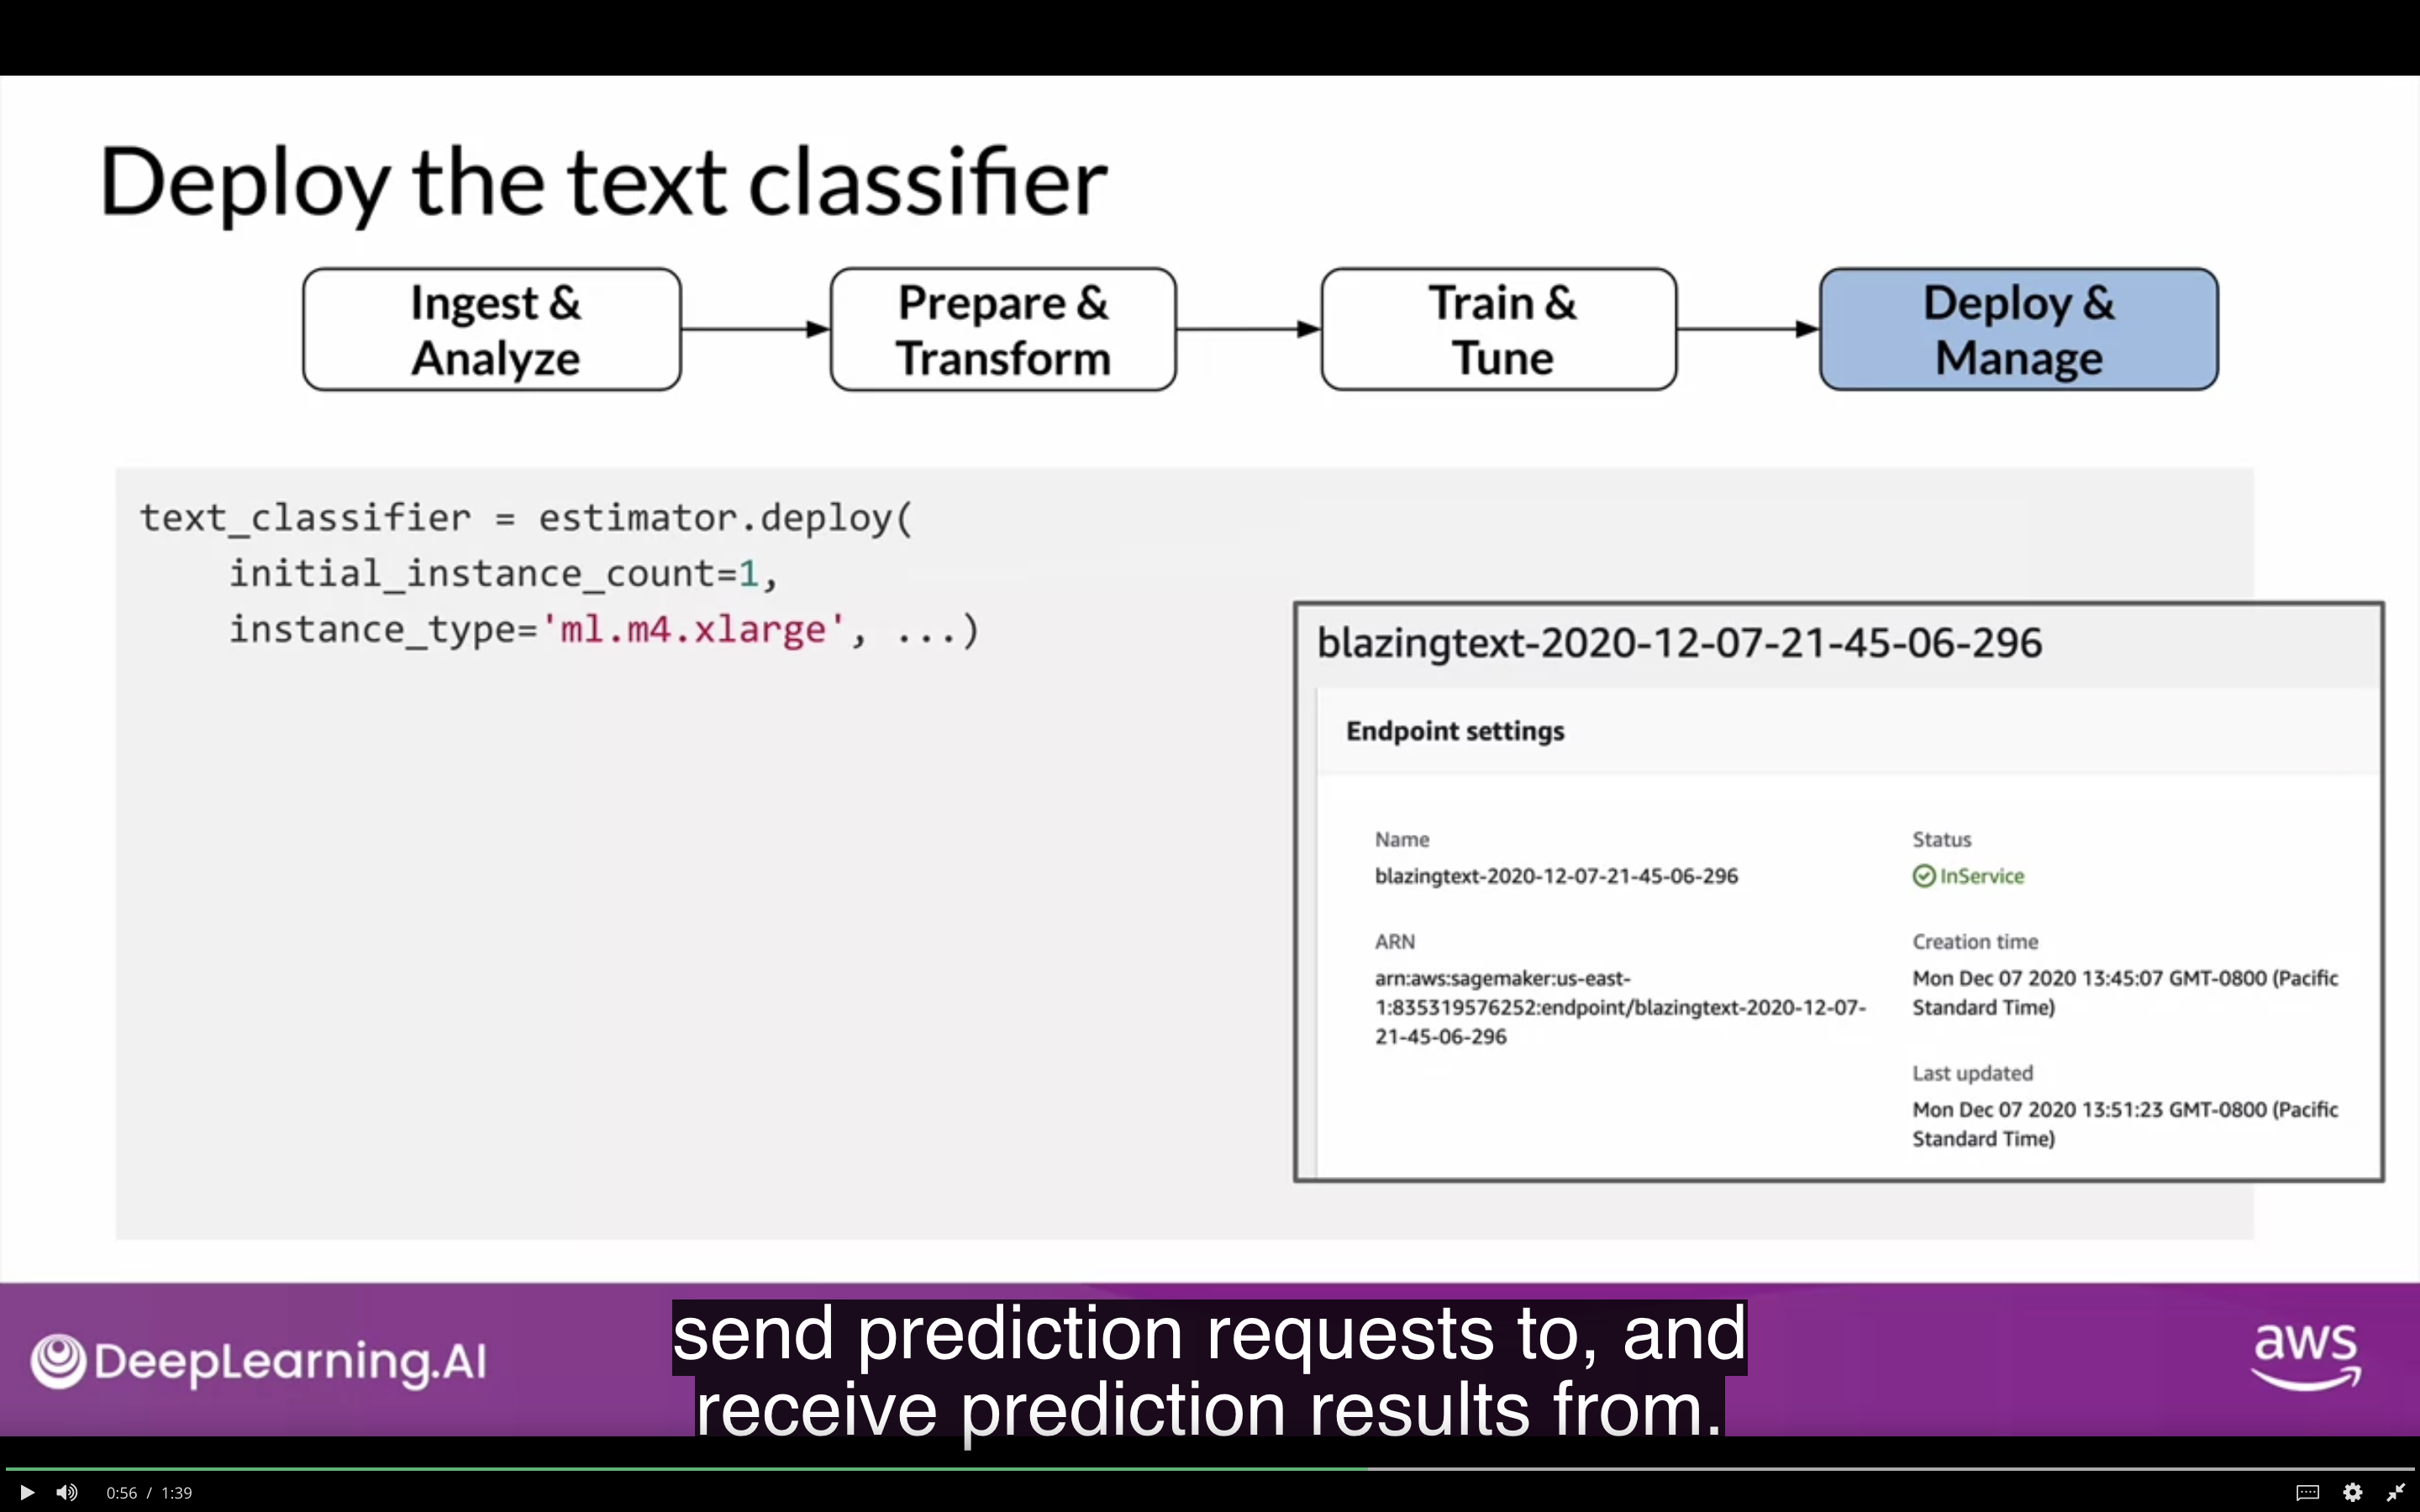 Deploy the text classifier
Ingest &
Analyze
Prepare &
Transform
Train &
Tune
Deploy &
Manage
text_classifier = estimator.deploy(
    initial_instance_count=1,
    instance_type='ml.m4.xlarge', ...)
blazingtext-2020-12-07-21-45-06-296
Endpoint settings
Name
blazingtext-2020-12-07-21-45-06-296
ARN
arn:aws:sagemaker:us-east-
1:835319576252:endpoint/blazingtext-2020-12-07-
21-45-06-296
Status
InService
Creation time
Mon Dec 07 2020 13:45:07 GMT-0800 (Pacific
Standard Time)
Last updated
Mon Dec 07 2020 13:51:23 GMT-0800 (Pacific
Standard Time)
DeepLearning.AI
send prediction requests to, and
receive prediction results from.
aws
0:56 / 1:39